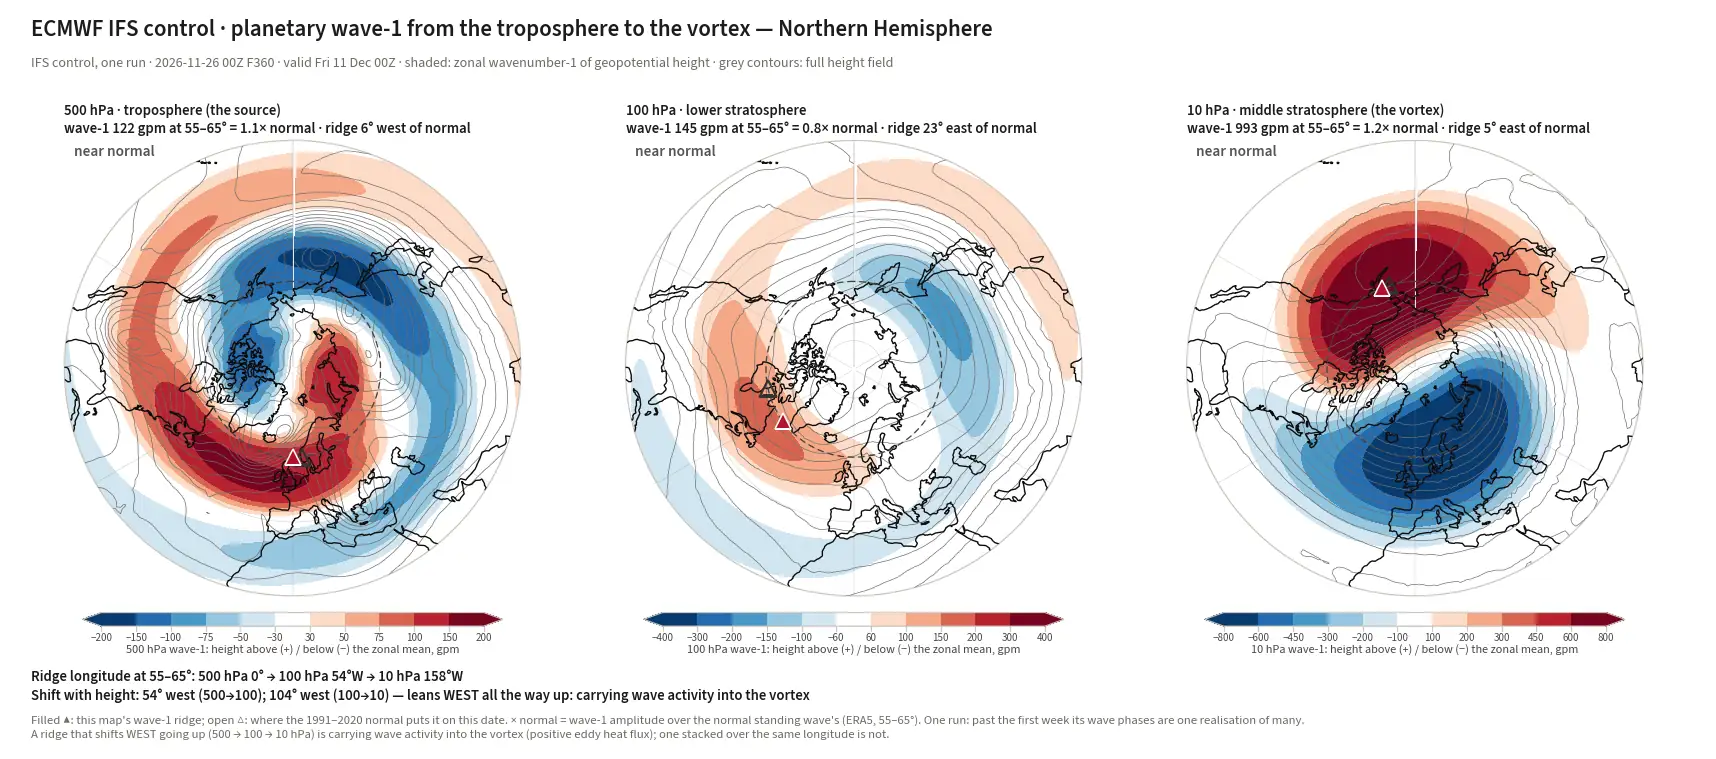 ECMWF IFS control · planetary wave-1 from the troposphere to the vortex — Northern Hemisphere
IFS control, one run · 2026-11-26 00Z F360 · valid Fri 11 Dec 00Z · shaded: zonal wavenumber-1 of geopotential height · grey contours: full height field
500 hPa · troposphere (the source)
wave-1 122 gpm at 55–65° = 1.1× normal · ridge 6° west of normal
near normal
100 hPa · lower stratosphere
wave-1 145 gpm at 55–65° = 0.8× normal · ridge 23° east of normal
near normal
10 hPa · middle stratosphere (the vortex)
wave-1 993 gpm at 55–65° = 1.2× normal · ridge 5° east of normal
near normal
−200 −150 −100 −75 −50 −30 30 50 75 100 150 200
500 hPa wave-1: height above (+) / below (−) the zonal mean, gpm
−400 −300 −200 −150 −100 −60 60 100 150 200 300 400
100 hPa wave-1: height above (+) / below (−) the zonal mean, gpm
−800 −600 −450 −300 −200 −100 100 200 300 450 600 800
10 hPa wave-1: height above (+) / below (−) the zonal mean, gpm
Ridge longitude at 55–65°: 500 hPa 0° → 100 hPa 54°W → 10 hPa 158°W
Shift with height: 54° west (500→100); 104° west (100→10) — leans WEST all the way up: carrying wave activity into the vortex
Filled ▲: this map's wave-1 ridge; open △: where the 1991–2020 normal puts it on this date. × normal = wave-1 amplitude over the normal standing wave's (ERA5, 55–65°). One run: past the first week its wave phases are one realisation of many.
A ridge that shifts WEST going up (500 → 100 → 10 hPa) is carrying wave activity into the vortex (positive eddy heat flux); one stacked over the same longitude is not.